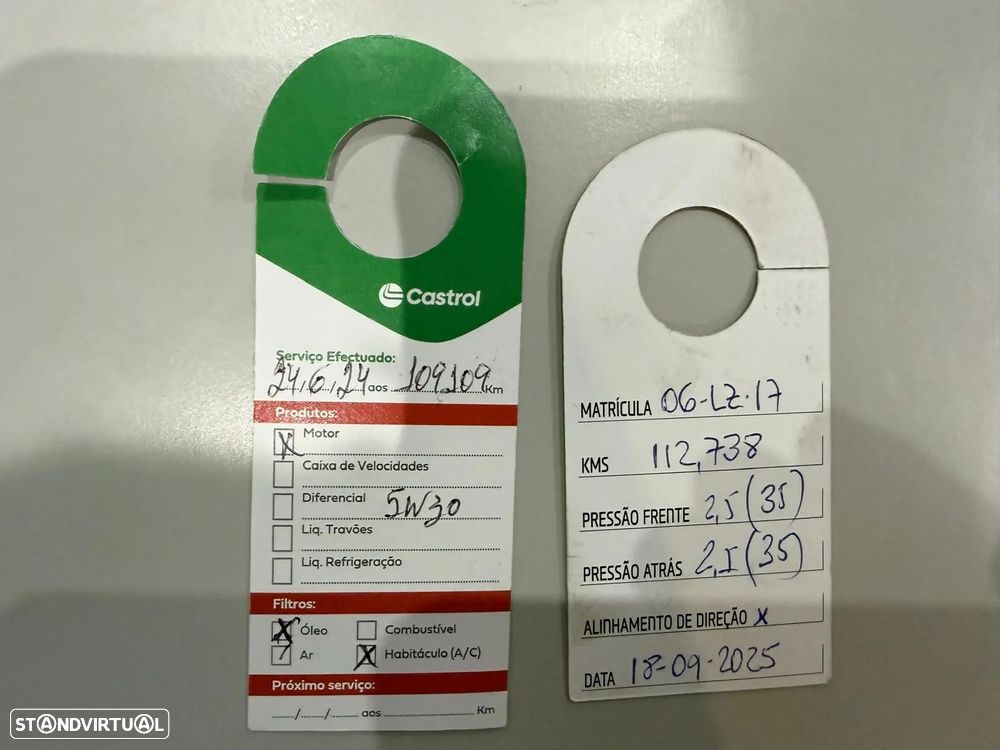 Castrol
Serviço Efectuado:
24/6/24 aos 109109 Km
Produtos:
X Motor
Caixa de Velocidades
Diferencial 5W30
Liq. Travões
Liq. Refrigeração
Filtros:
X Óleo Combustível
/ Ar X Habitáculo (A/C)
Próximo serviço:
....../....../...... aos ........................ Km
MATRÍCULA 06-LZ-17
KMS 112,738
PRESSÃO FRENTE 2,5 (35)
PRESSÃO ATRÁS 2,5 (35)
ALINHAMENTO DE DIREÇÃO X
DATA 18-09-2025
STANDVIRTUAL